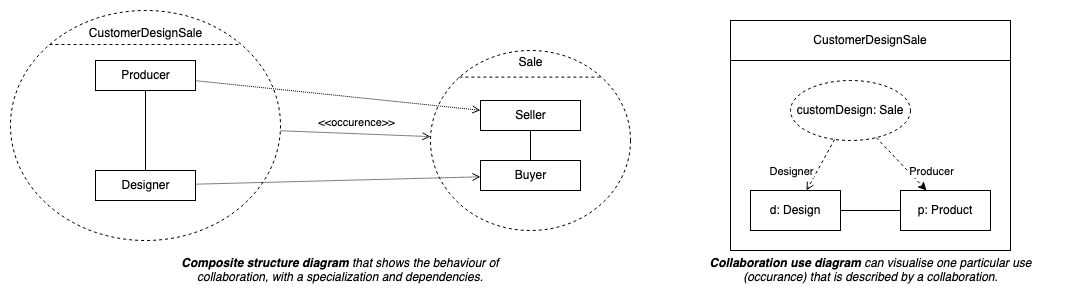 CustomerDesignSale
Producer
Designer
<<occurence>>
Sale
Seller
Buyer
Composite structure diagram that shows the behaviour of
collaboration, with a specialization and dependencies.
CustomerDesignSale
customDesign: Sale
Designer
Producer
d: Design
p: Product
Collaboration use diagram can visualise one particular use
(occurance) that is described by a collaboration.